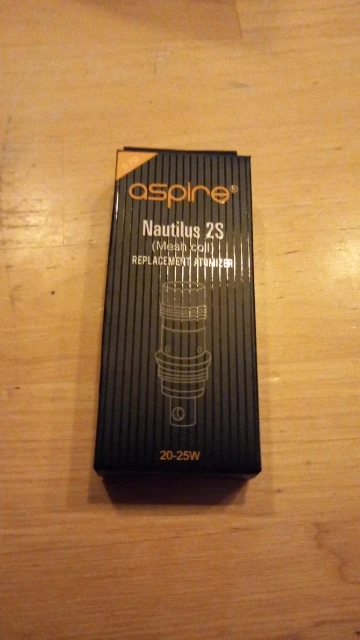 aspire®
Nautilus 2S
(Mesh coil)
REPLACEMENT ATOMIZER
20-25W